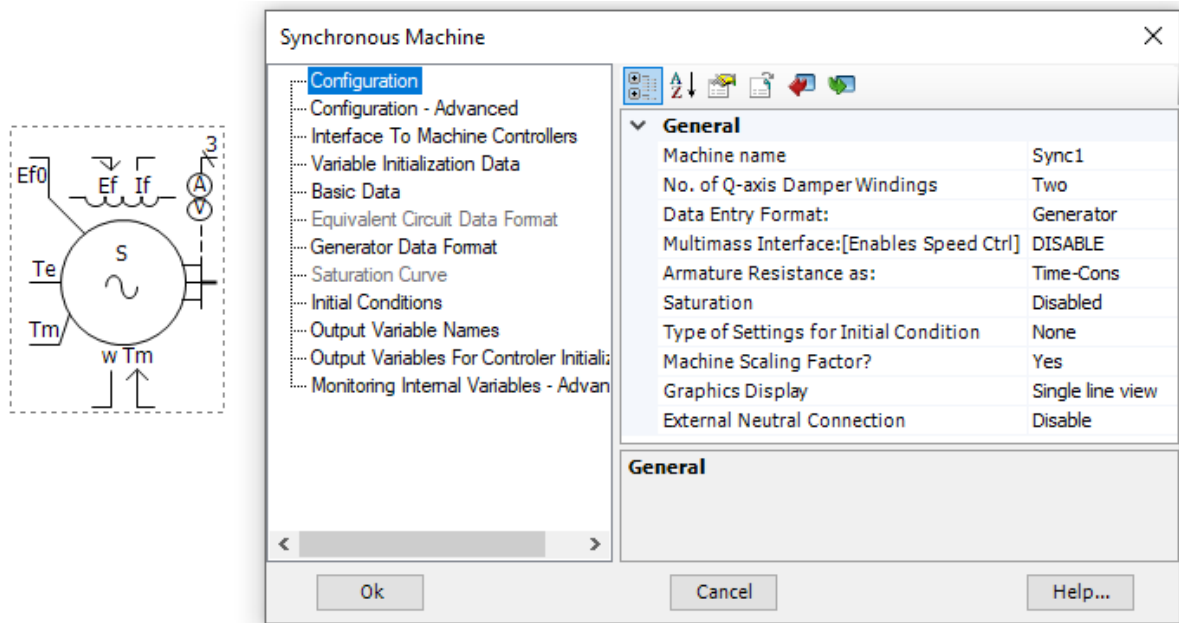 3
Ef0
Ef If
A
V
S
Te
Tm
w Tm
Synchronous Machine
Configuration
Configuration - Advanced
Interface To Machine Controllers
Variable Initialization Data
Basic Data
Equivalent Circuit Data Format
Generator Data Format
Saturation Curve
Initial Conditions
Output Variable Names
Output Variables For Controler Initiali
Monitoring Internal Variables - Advan
A
Z
General
Machine name Sync1
No. of Q-axis Damper Windings Two
Data Entry Format: Generator
Multimass Interface:[Enables Speed Ctrl] DISABLE
Armature Resistance as: Time-Cons
Saturation Disabled
Type of Settings for Initial Condition None
Machine Scaling Factor? Yes
Graphics Display Single line view
External Neutral Connection Disable
General
Ok Cancel Help...